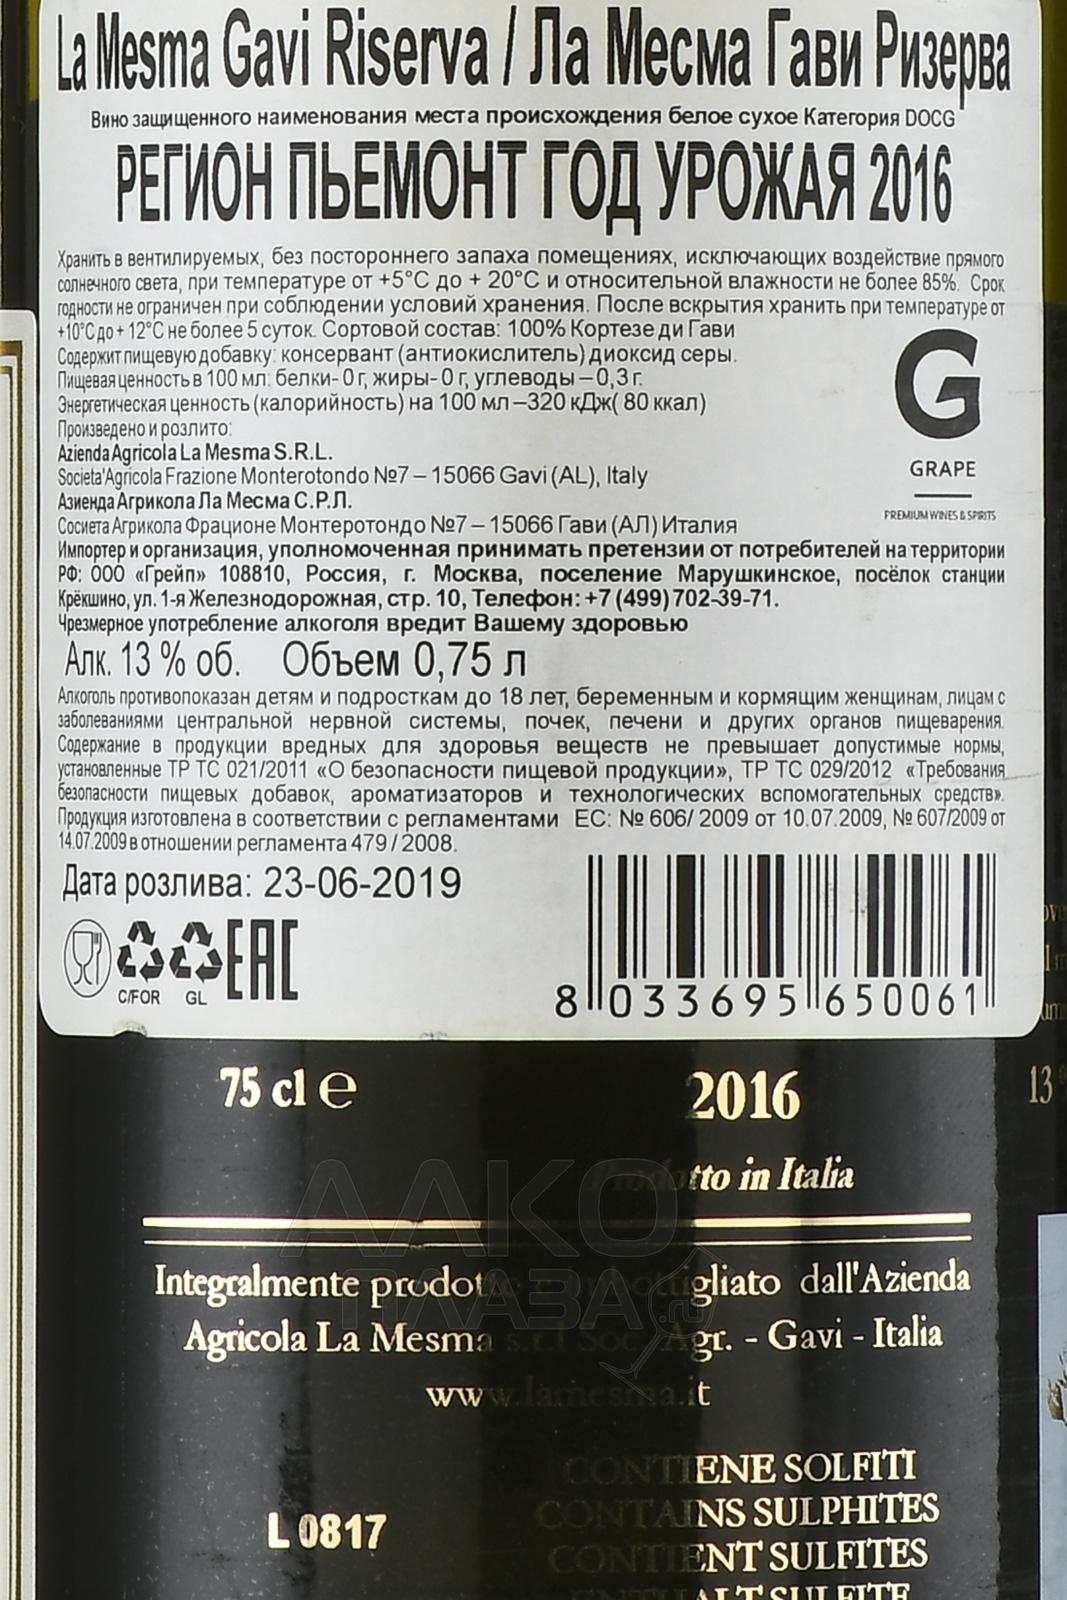 La Mesma Gavi Riserva / Ла Месма Гави Ризерва
Вино защищенного наименования места происхождения белое сухое Категория DOCG
РЕГИОН ПЬЕМОНТ ГОД УРОЖАЯ 2016
Хранить в вентилируемых, без постороннего запаха помещениях, исключающих воздействие прямого
солнечного света, при температуре от +5°C до + 20°C и относительной влажности не более 85%. Срок
годности не ограничен при соблюдении условий хранения. После вскрытия хранить при температуре от
+10°C до + 12°C не более 5 суток. Сортовой состав: 100% Кортезе ди Гави
Содержит пищевую добавку: консервант (антиокислитель) диоксид серы.
Пищевая ценность в 100 мл: белки- 0 г, жиры- 0 г, углеводы – 0,3 г.
Энергетическая ценность (калорийность) на 100 мл –320 кДж( 80 ккал)
Произведено и розлито:
Azienda Agricola La Mesma S.R.L.
Societa'Agricola Frazione Monterotondo №7 – 15066 Gavi (AL), Italy
Азиенда Агрикола Ла Месма С.Р.Л.
Сосиета Агрикола Фрационе Монтеротондо №7 – 15066 Гави (АЛ) Италия
G
GRAPE
PREMIUM WINES & SPIRITS
Импортер и организация, уполномоченная принимать претензии от потребителей на территории
РФ: ООО «Грейп» 108810, Россия, г. Москва, поселение Марушкинское, посёлок станции
Крёкшино, ул. 1-я Железнодорожная, стр. 10, Телефон: +7 (499) 702-39-71.
Чрезмерное употребление алкоголя вредит Вашему здоровью
Алк. 13 % об. Объем 0,75 л
Алкоголь противопоказан детям и подросткам до 18 лет, беременным и кормящим женщинам, лицам с
заболеваниями центральной нервной системы, почек, печени и других органов пищеварения.
Содержание в продукции вредных для здоровья веществ не превышает допустимые нормы,
установленные ТР ТС 021/2011 «О безопасности пищевой продукции», ТР ТС 029/2012 «Требования
безопасности пищевых добавок, ароматизаторов и технологических вспомогательных средств».
Продукция изготовлена в соответствии с регламентами ЕС: № 606/ 2009 от 10.07.2009, № 607/2009 от
14.07.2009 в отношении регламента 479 / 2008.
Дата розлива: 23-06-2019
C/FOR GL EAC
8 033695 650061
75 cl e 2016 13
Prodotto in Italia
Integralmente prodotto gliato dall'Azienda
Agricola La Mesma s.r.l Soc. Agr. - Gavi - Italia
www.lamesma.it
ААКО
ПЛАЗА.ru
CONTIENE SOLFITI
L 0817
CONTAINS SULPHITES
CONTIENT SULFITES
ENTHALT SULFITE